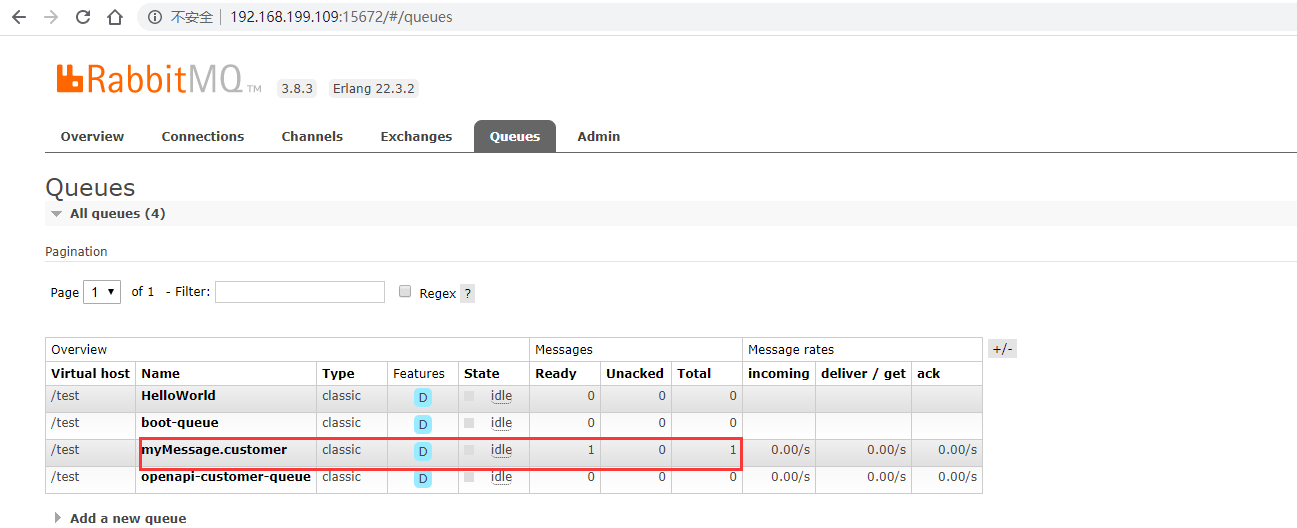 不安全 192.168.199.109:15672/#/queues
RabbitMQ TM 3.8.3 Erlang 22.3.2
Overview Connections Channels Exchanges Queues Admin
Queues
All queues (4)
Pagination
Page 1 of 1 - Filter: Regex ?
Overview Messages Message rates +/-
Virtual host Name Type Features State Ready Unacked Total incoming deliver / get ack
/test HelloWorld classic D idle 0 0 0
/test boot-queue classic D idle 0 0 0
/test myMessage.customer classic D idle 1 0 1 0.00/s 0.00/s 0.00/s
/test openapi-customer-queue classic D idle 0 0 0 0.00/s 0.00/s 0.00/s
Add a new queue